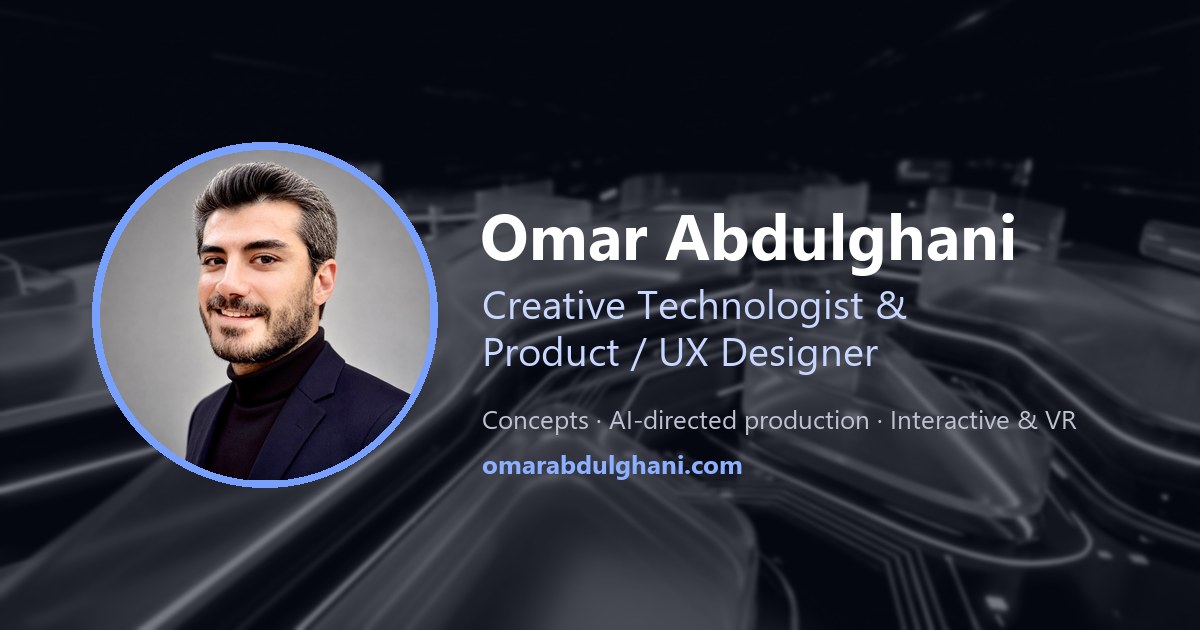 Omar Abdulghani
Creative Technologist &
Product / UX Designer
Concepts · AI-directed production · Interactive & VR
omarabdulghani.com